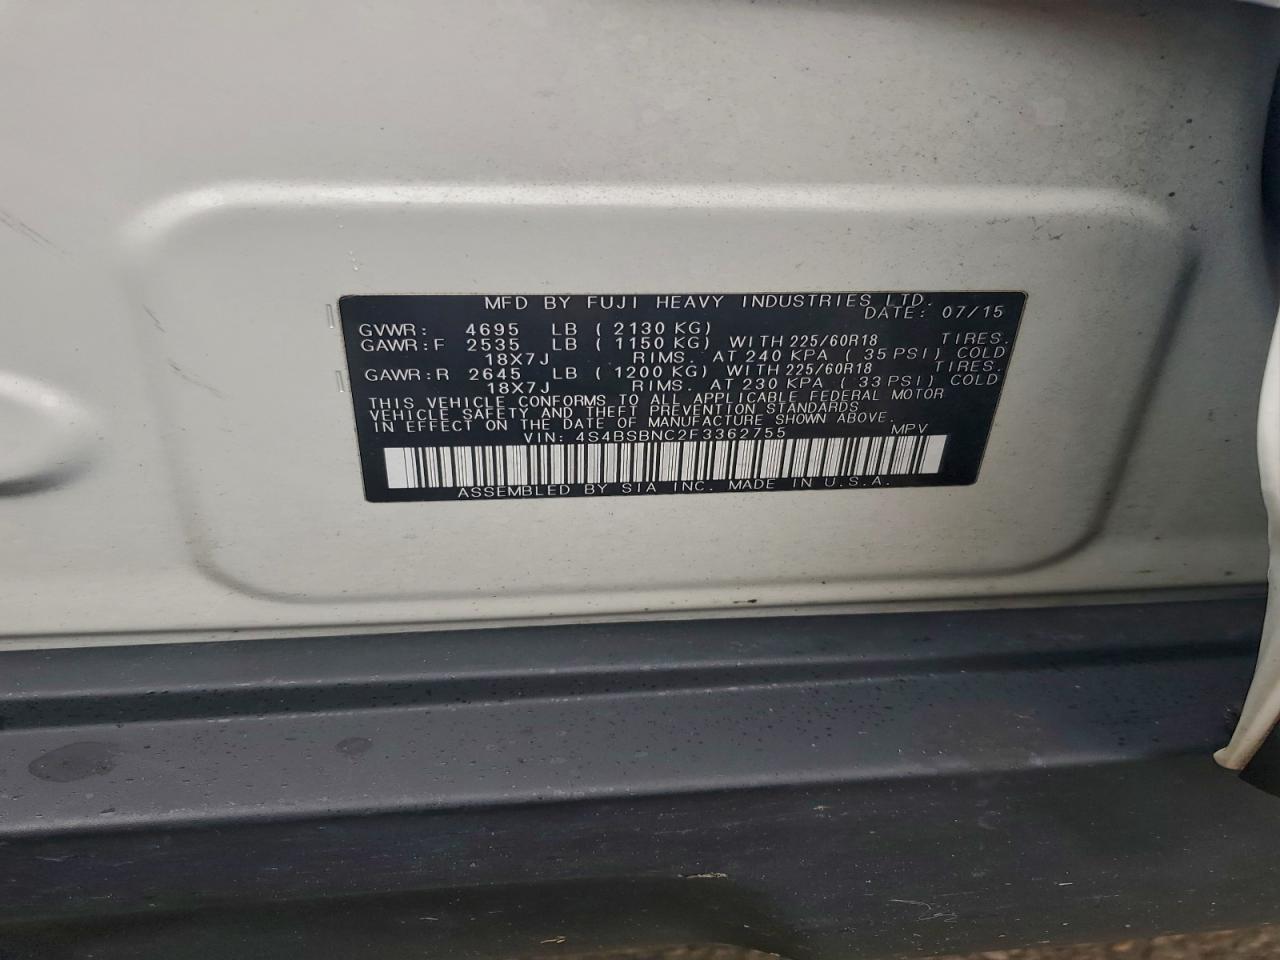 MFD BY FUJI HEAVY INDUSTRIES LTD.
DATE: 07/15
GVWR: 4695 LB ( 2130 KG)
GAWR:F 2535 LB ( 1150 KG) WITH 225/60R18 TIRES.
18X7J RIMS. AT 240 KPA ( 35 PSI) COLD
GAWR:R 2645 LB ( 1200 KG) WITH 225/60R18 TIRES.
18X7J RIMS. AT 230 KPA ( 33 PSI) COLD
THIS VEHICLE CONFORMS TO ALL APPLICABLE FEDERAL MOTOR
VEHICLE SAFETY AND THEFT PREVENTION STANDARDS
IN EFFECT ON THE DATE OF MANUFACTURE SHOWN ABOVE.
VIN: 4S4BSBNC2F3362755 MPV
ASSEMBLED BY SIA INC. MADE IN U.S.A.